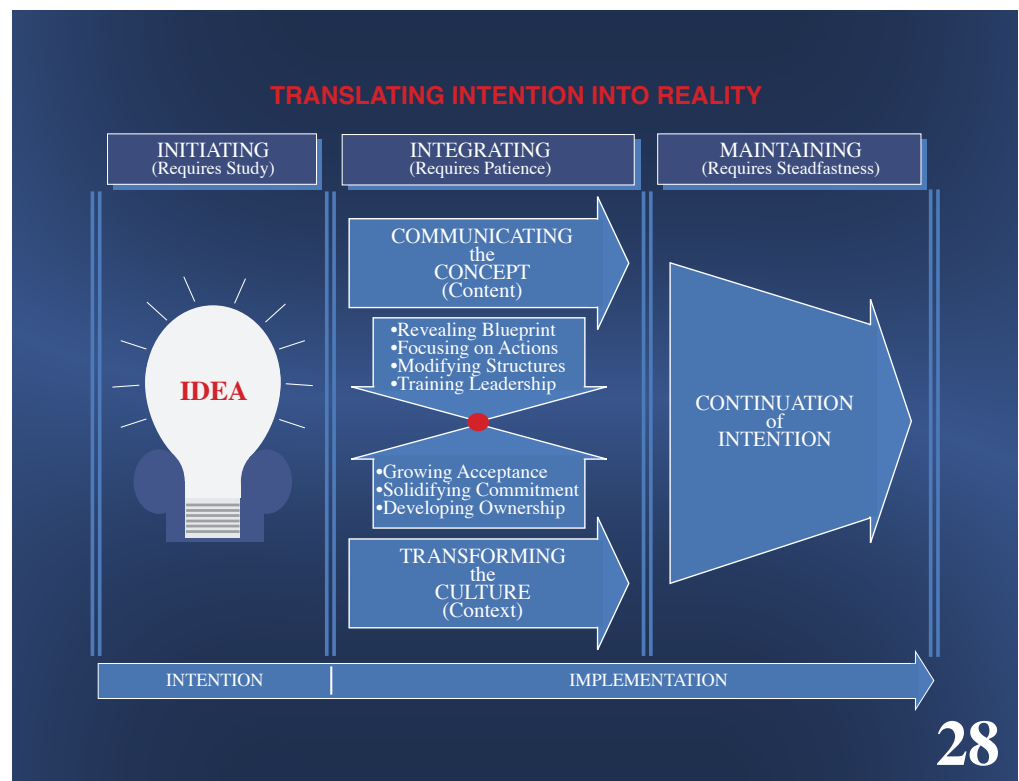 TRANSLATING INTENTION INTO REALITY
INITIATING
(Requires Study)
INTEGRATING
(Requires Patience)
MAINTAINING
(Requires Steadfastness)
IDEA
COMMUNICATING
the
CONCEPT
(Content)
•Revealing Blueprint
•Focusing on Actions
•Modifying Structures
•Training Leadership
•Growing Acceptance
•Solidifying Commitment
•Developing Ownership
TRANSFORMING
the
CULTURE
(Context)
CONTINUATION
of
INTENTION
INTENTION
IMPLEMENTATION
28